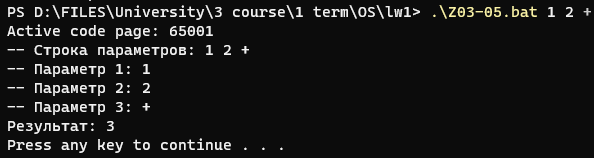 PS D:\FILES\University\3 course\1 term\OS\lw1> .\Z03-05.bat 1 2 +
Active code page: 65001
-- Строка параметров: 1 2 +
-- Параметр 1: 1
-- Параметр 2: 2
-- Параметр 3: +
Результат: 3
Press any key to continue . . .